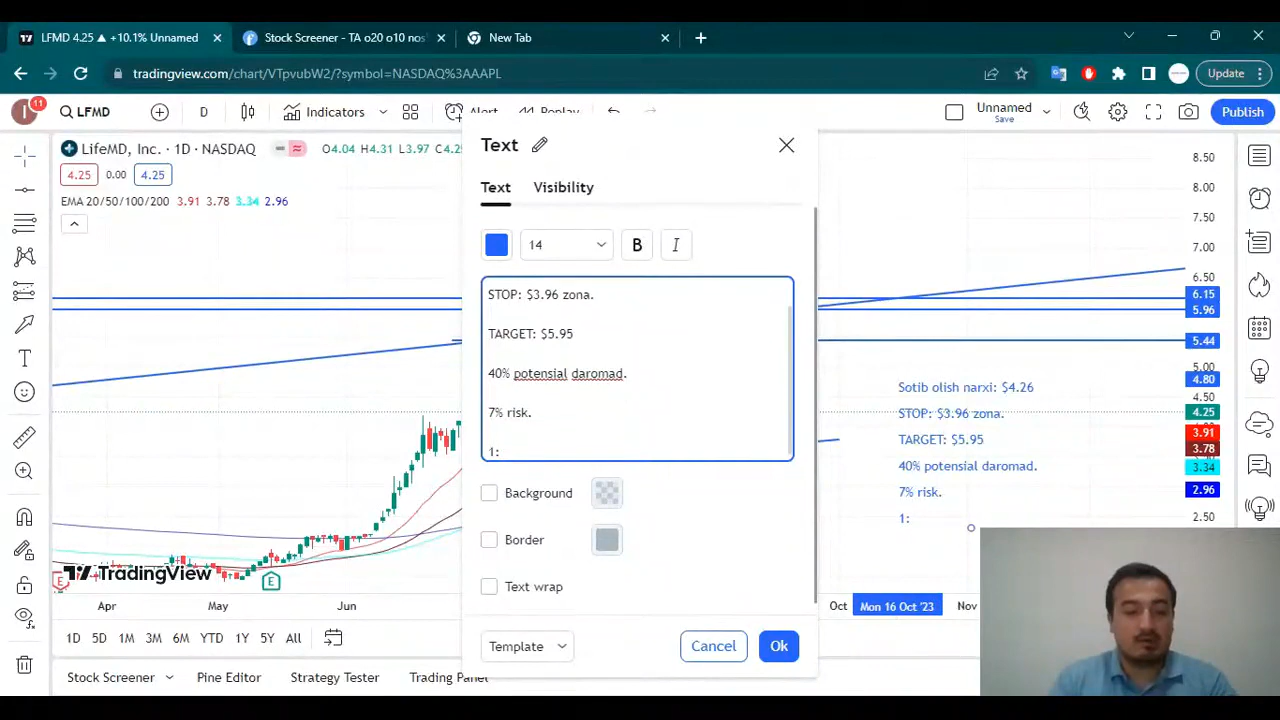 LFMD 4.25 ▲ +10.1% Unnamed
Stock Screener - TA o20 o10 nos
New Tab
tradingview.com/chart/VTpvubW2/?symbol=NASDAQ%3AAAPL
Update
11
LFMD
D
Indicators
Alert
Replay
Unnamed
Save
Publish
LifeMD, Inc. · 1D · NASDAQ
O4.04 H4.31 L3.97 C4.25
4.25 0.00 4.25
EMA 20/50/100/200 3.91 3.78 3.34 2.96
Text
Text Visibility
14 B I
STOP: $3.96 zona.
TARGET: $5.95
40% potensial daromad.
7% risk.
1:
Background
Border
Text wrap
Template
Cancel
Ok
Sotib olish narxi: $4.26
STOP: $3.96 zona.
TARGET: $5.95
40% potensial daromad.
7% risk.
1:
8.50
8.00
7.50
7.00
6.50
6.15
5.96
5.44
5.00
4.80
4.50
4.25
3.91
3.78
3.34
2.96
2.50
E
E
TradingView
Apr May Jun Oct Mon 16 Oct '23 Nov
1D 5D 1M 3M 6M YTD 1Y 5Y All
Stock Screener Pine Editor Strategy Tester Trading Panel